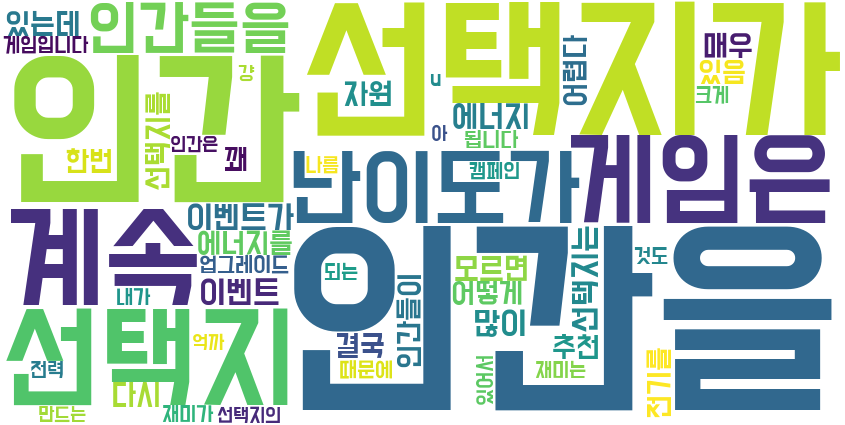 있는데
인간들을
선택지가
게임입니다
매우
있음
크게
어렵다
u
자원
에너지
걍
인간
선택지를
인간은
꽤
한번
아
됩니다
게임은
나름
캠페인
난이도가
계속
이벤트가
에너지를
업그레이드
이벤트
내가
되는
인간을
인간들이
모르면
어떻게
선택지는
것도
많이
추천
선택지
억까
결국
때문에
전력
다시
재미는
있어서
전기를
만드는
재미가
선택지의